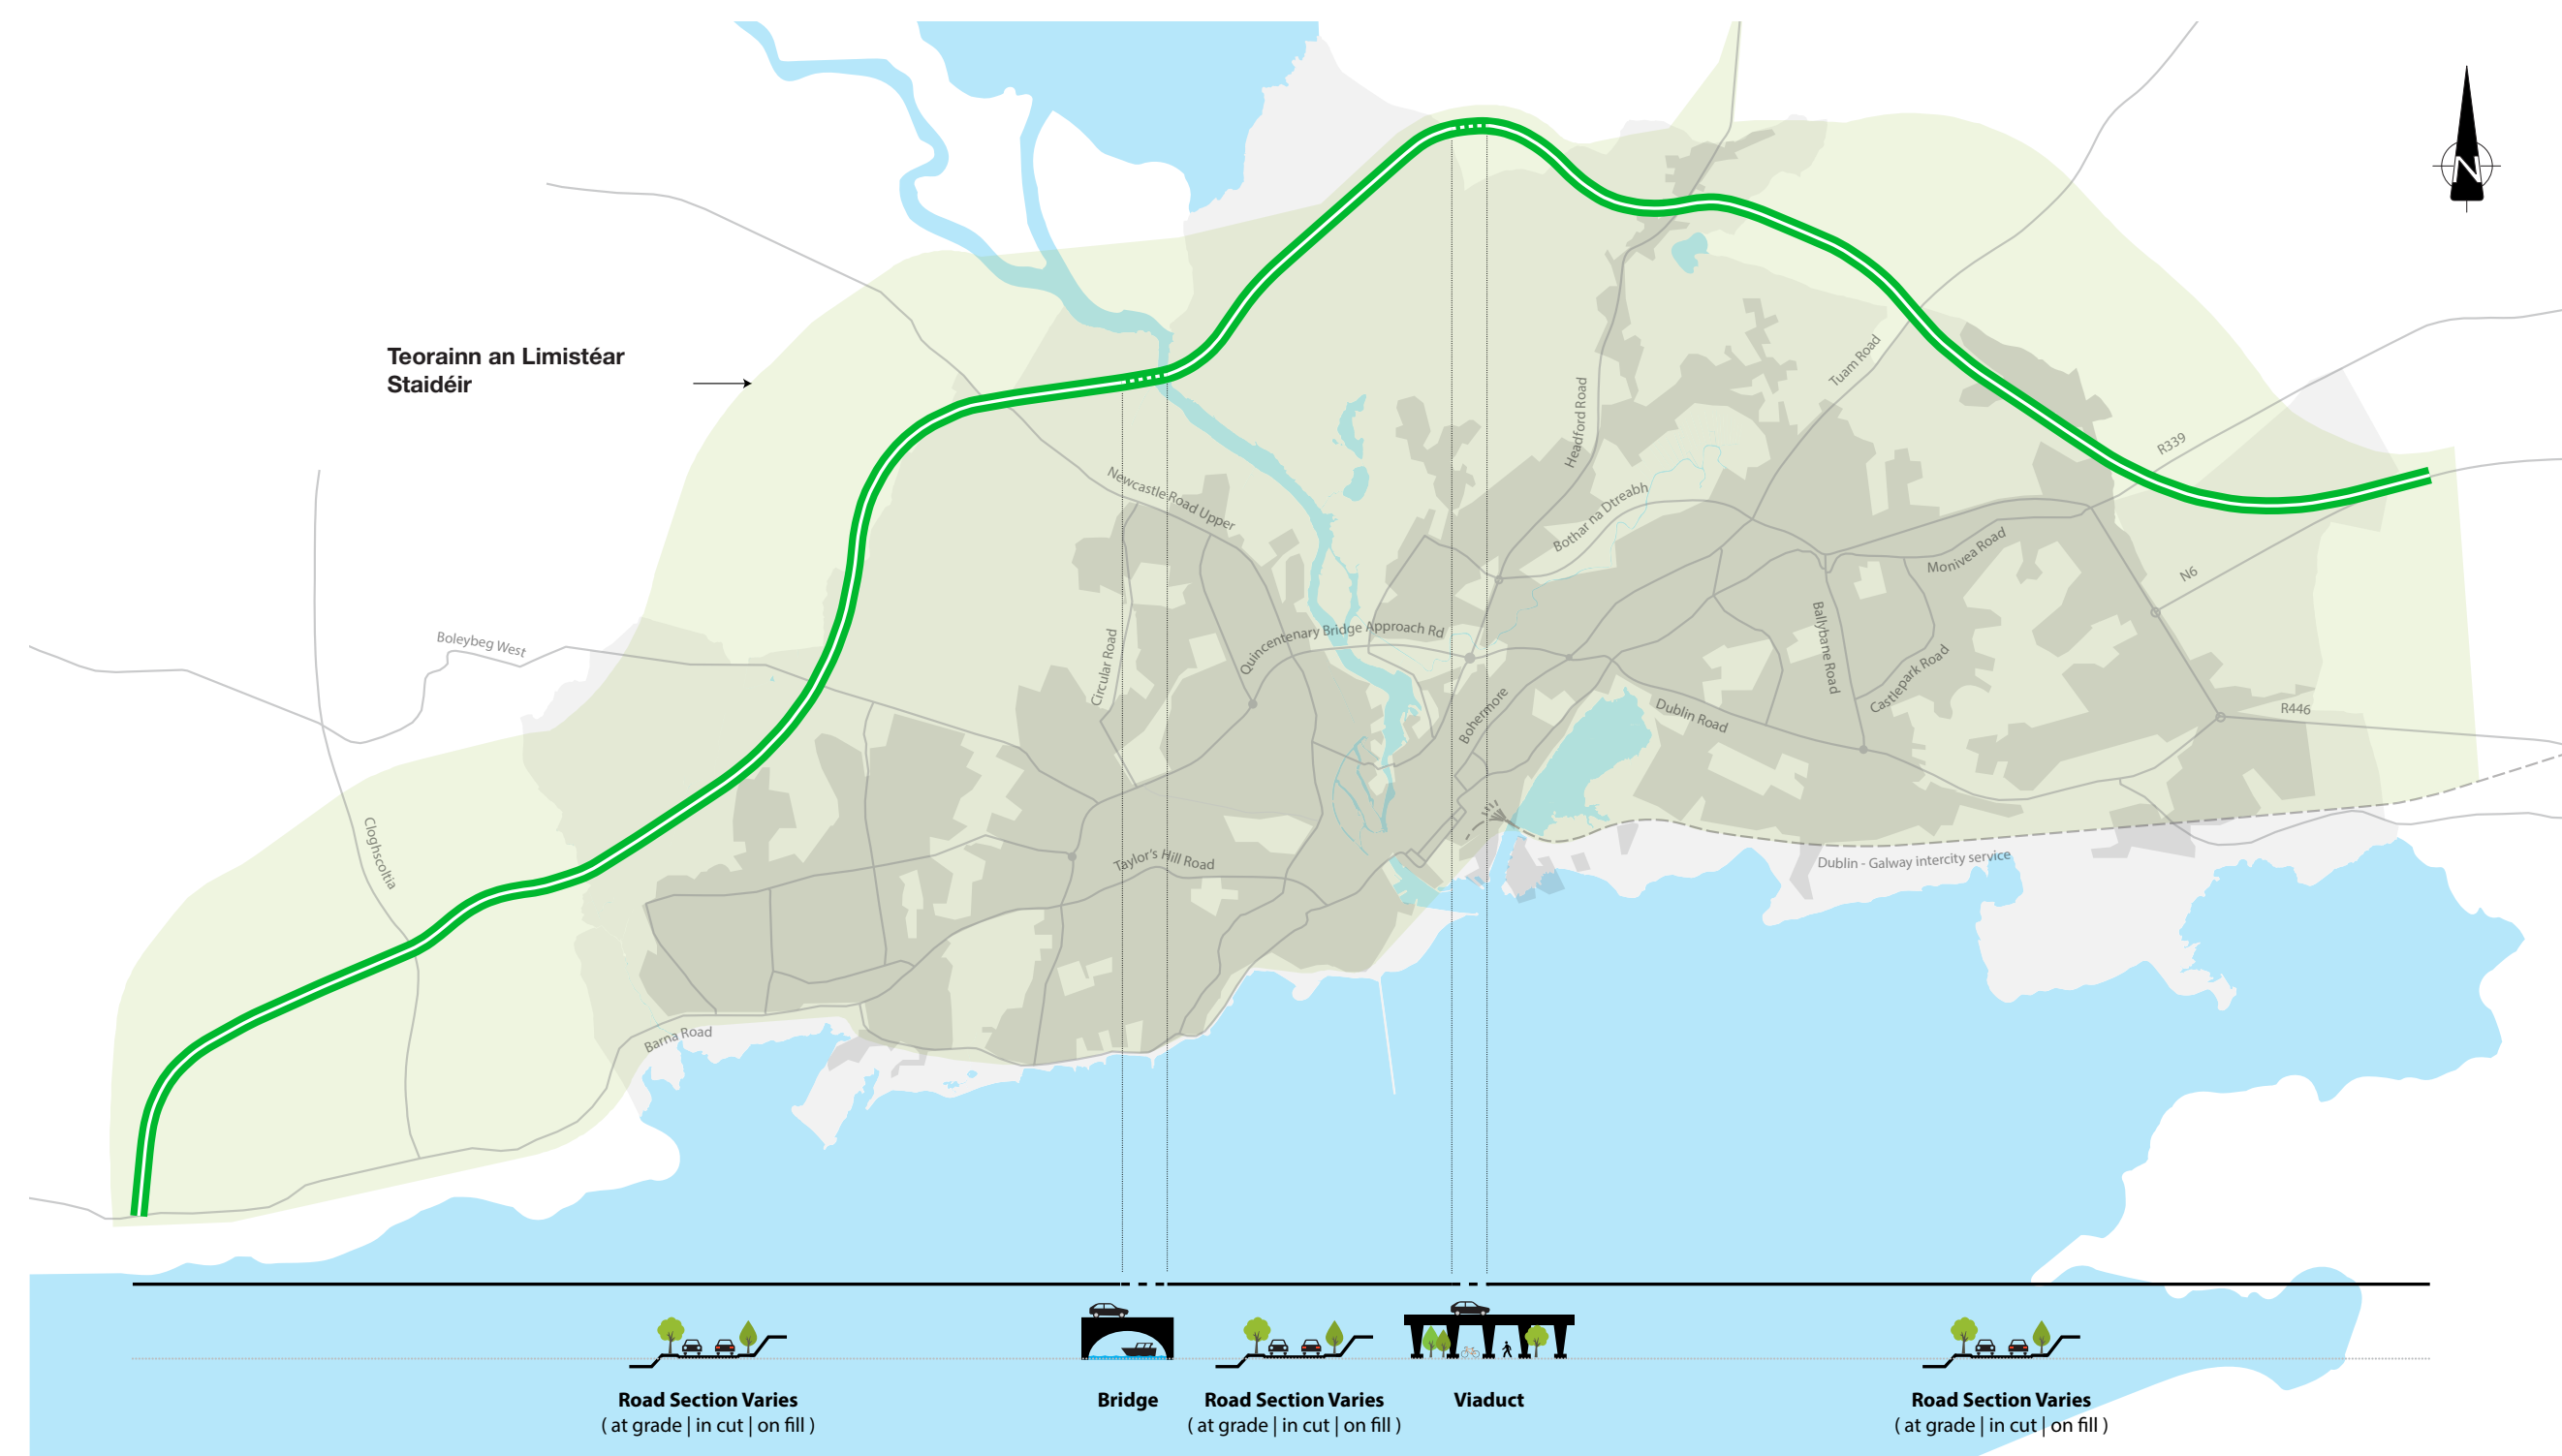 N
Teorainn an Limistéar
Staidéir
Headford Road
Tuam Road
R339
Newcastle Road Upper
Bothar na Dtreabh
Monivea Road
N6
Boleybeg West
Circular Road
Quincentenary Bridge Approach Rd
Ballybane Road
Castlepark Road
Bohermore
Dublin Road
R446
Cloghscoltia
Taylor's Hill Road
Dublin - Galway intercity service
Barna Road
Road Section Varies
( at grade | in cut | on fill )
Bridge
Road Section Varies
( at grade | in cut | on fill )
Viaduct
Road Section Varies
( at grade | in cut | on fill )